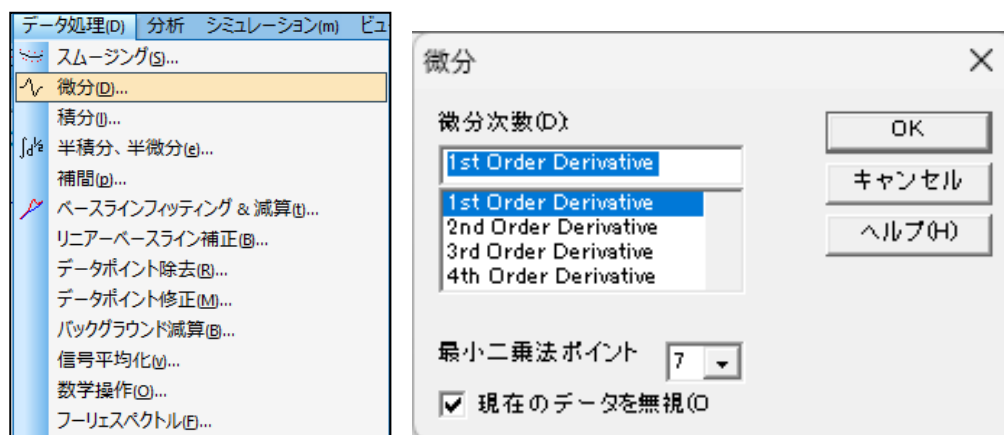 データ処理(D) 分析 シミュレーション(m) ビュ
スムージング(S)...
微分(D)...
積分(I)...
半積分、半微分(e)...
補間(p)...
ベースラインフィッティング & 減算(t)...
リニアーベースライン補正(B)...
データポイント除去(R)...
データポイント修正(M)...
バックグラウンド減算(B)...
信号平均化(v)...
数学操作(O)...
フーリェスペクトル(F)...
微分
微分次数(D):
1st Order Derivative
1st Order Derivative
2nd Order Derivative
3rd Order Derivative
4th Order Derivative
最小二乗法ポイント 7
現在のデータを無視(O
OK
キャンセル
ヘルプ(H)